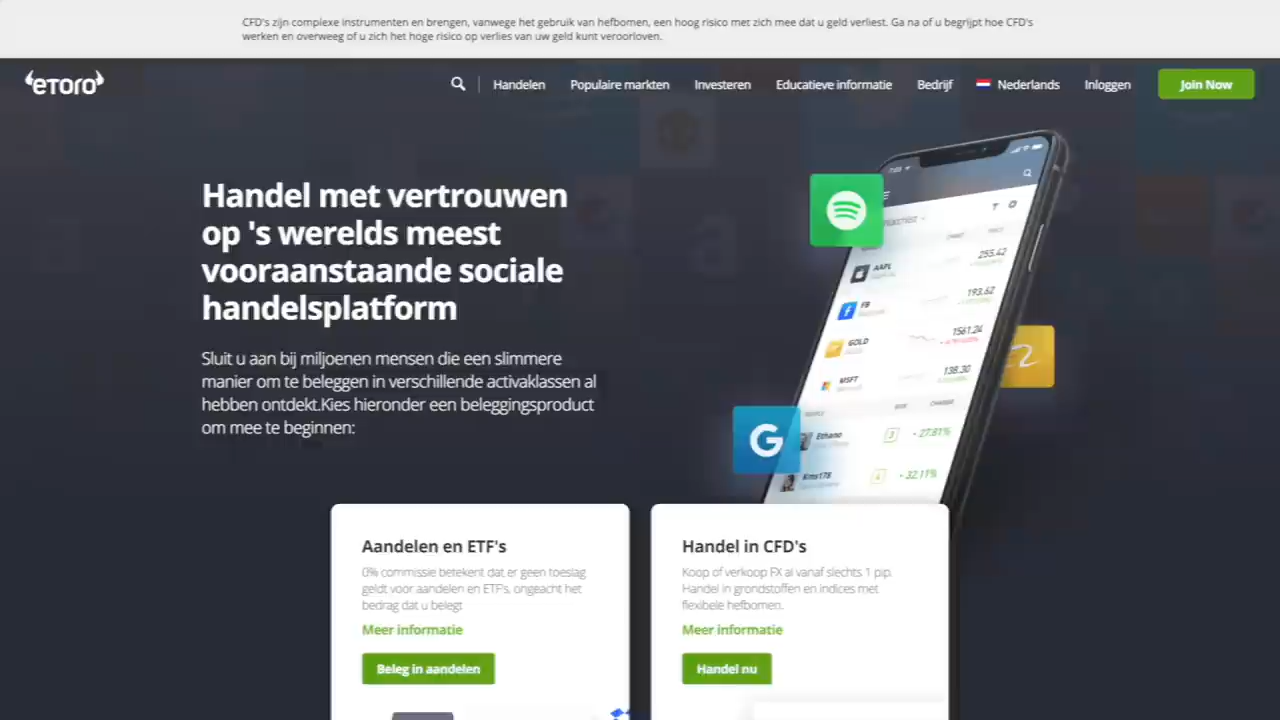 CFD's zijn complexe instrumenten en brengen, vanwege het gebruik van hefbomen, een hoog risico met zich mee dat u geld verliest. Ga na of u begrijpt hoe CFD's
werken en overweeg of u zich het hoge risico op verlies van uw geld kunt veroorloven.
eToro
Handelen
Populaire markten
Investeren
Educatieve informatie
Bedrijf
Nederlands
Inloggen
Join Now
Handel met vertrouwen
op 's werelds meest
vooraanstaande sociale
handelsplatform
Sluit u aan bij miljoenen mensen die een slimmere
manier om te beleggen in verschillende activaklassen al
hebben ontdekt.Kies hieronder een beleggingsproduct
om mee te beginnen:
AAPL
255.42
FB
193.62
GOLD
1561.24
MSFT
138.30
Ethano
3
27.81%
Kms178
4
32.11%
G
Aandelen en ETF's
0% commissie betekent dat er geen toeslag
geldt voor aandelen en ETF's, ongeacht het
bedrag dat u belegt
Meer informatie
Beleg in aandelen
Handel in CFD's
Koop of verkoop FX al vanaf slechts 1 pip.
Handel in grondstoffen en indices met
flexibele hefbomen.
Meer informatie
Handel nu